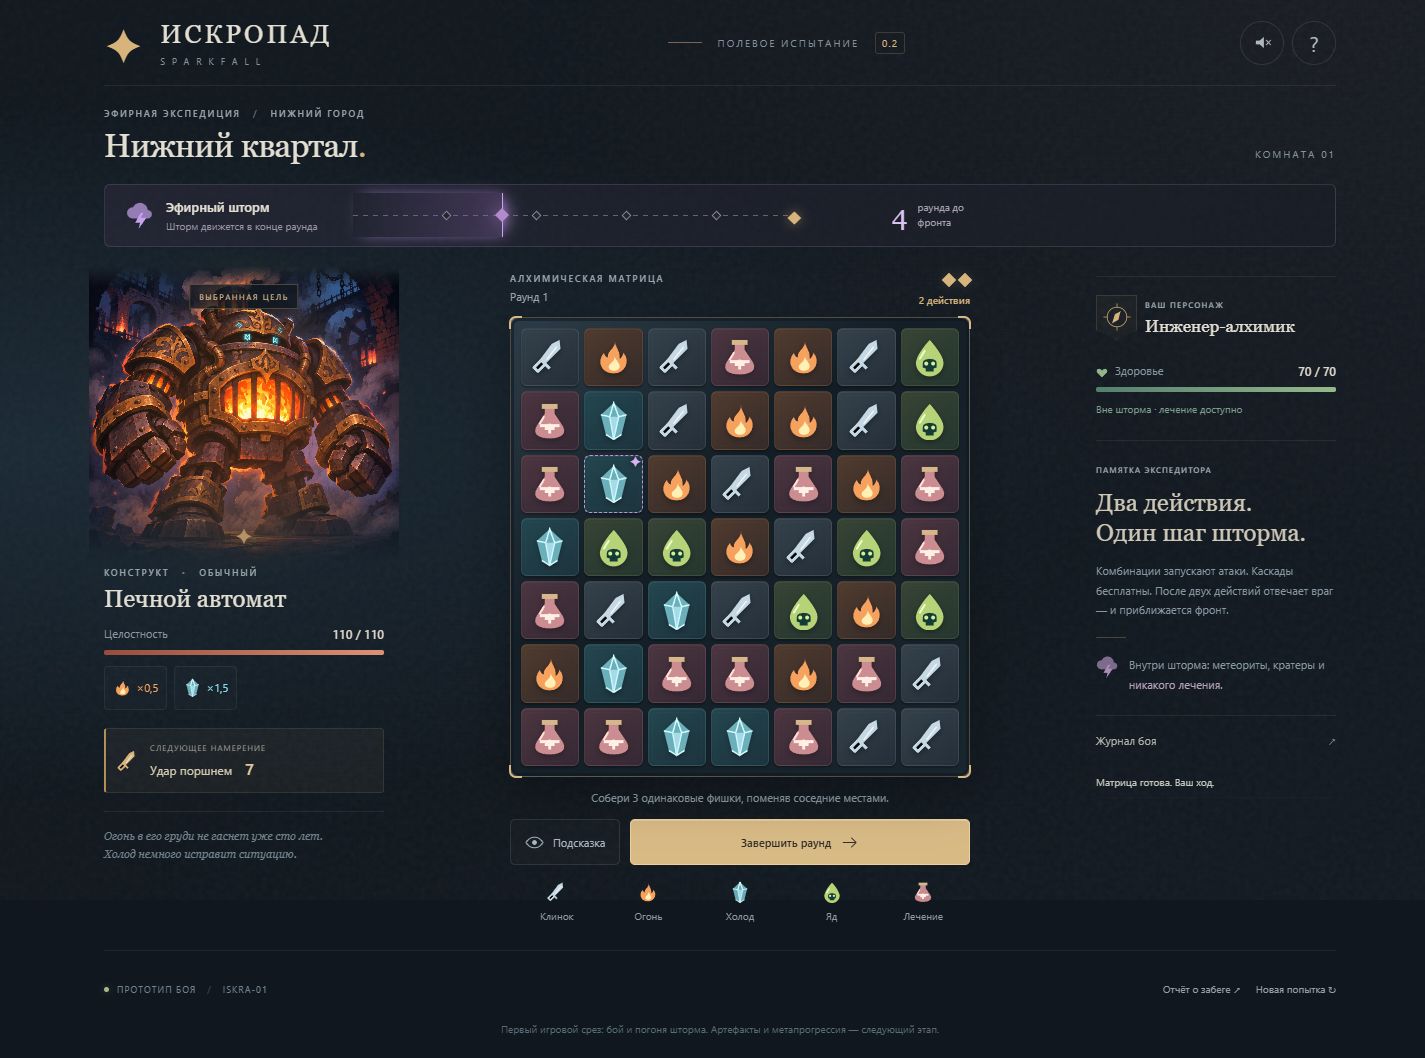 ИСКРОПАД
SPARKFALL
ПОЛЕВОЕ ИСПЫТАНИЕ 0.2
?
ЭФИРНАЯ ЭКСПЕДИЦИЯ / НИЖНИЙ ГОРОД
Нижний квартал.
КОМНАТА 01
Эфирный шторм
Шторм движется в конце раунда
4 раунда до
фронта
ВЫБРАННАЯ ЦЕЛЬ
КОНСТРУКТ · ОБЫЧНЫЙ
Печной автомат
Целостность 110 / 110
×0,5 ×1,5
СЛЕДУЮЩЕЕ НАМЕРЕНИЕ
Удар поршнем 7
Огонь в его груди не гаснет уже сто лет.
Холод немного исправит ситуацию.
АЛХИМИЧЕСКАЯ МАТРИЦА
Раунд 1
2 действия
Собери 3 одинаковые фишки, поменяв соседние местами.
Подсказка
Завершить раунд →
Клинок Огонь Холод Яд Лечение
ВАШ ПЕРСОНАЖ
Инженер-алхимик
Здоровье 70 / 70
Вне шторма · лечение доступно
ПАМЯТКА ЭКСПЕДИТОРА
Два действия.
Один шаг шторма.
Комбинации запускают атаки. Каскады
бесплатны. После двух действий отвечает враг
— и приближается фронт.
Внутри шторма: метеориты, кратеры и
никакого лечения.
Журнал боя ↗
Матрица готова. Ваш ход.
ПРОТОТИП БОЯ / ISKRA-01
Отчёт о забеге ↗ Новая попытка ↻
Первый игровой срез: бой и погоня шторма. Артефакты и метапрогрессия — следующий этап.